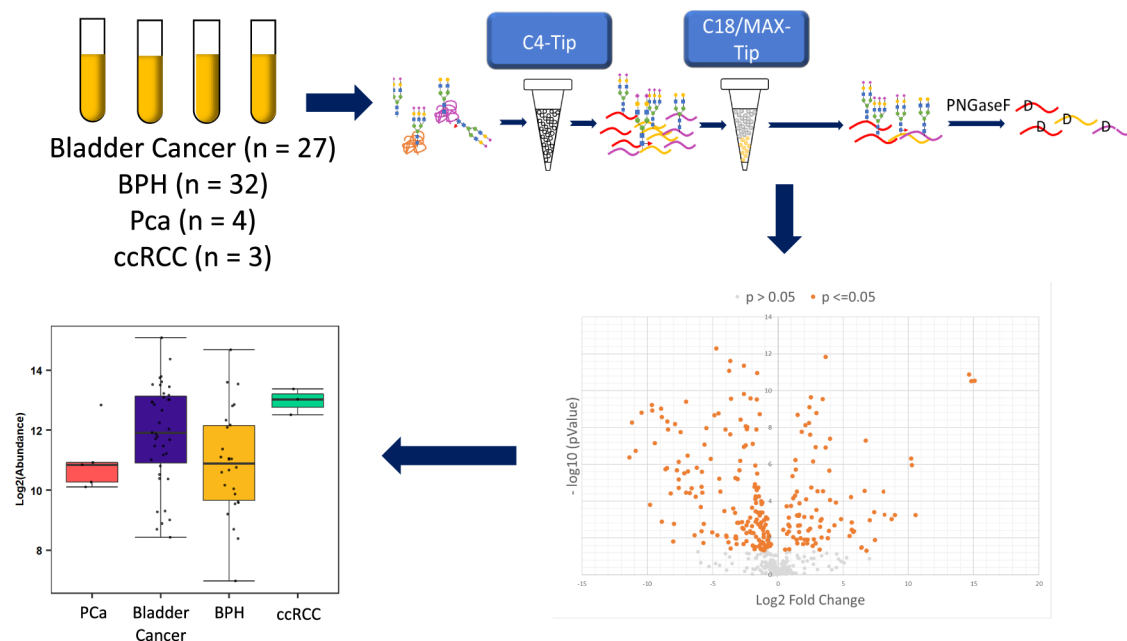 Bladder Cancer (n = 27)
BPH (n = 32)
Pca (n = 4)
ccRCC (n = 3)
C4-Tip
C18/MAX-
Tip
PNGaseF
D
D
D
D
p > 0.05
p <=0.05
- log10 (pValue)
14
12
10
8
6
4
2
0
-15
-10
-5
0
5
10
15
20
Log2 Fold Change
Log2(Abundance)
14
12
10
8
PCa
Bladder
Cancer
BPH
ccRCC